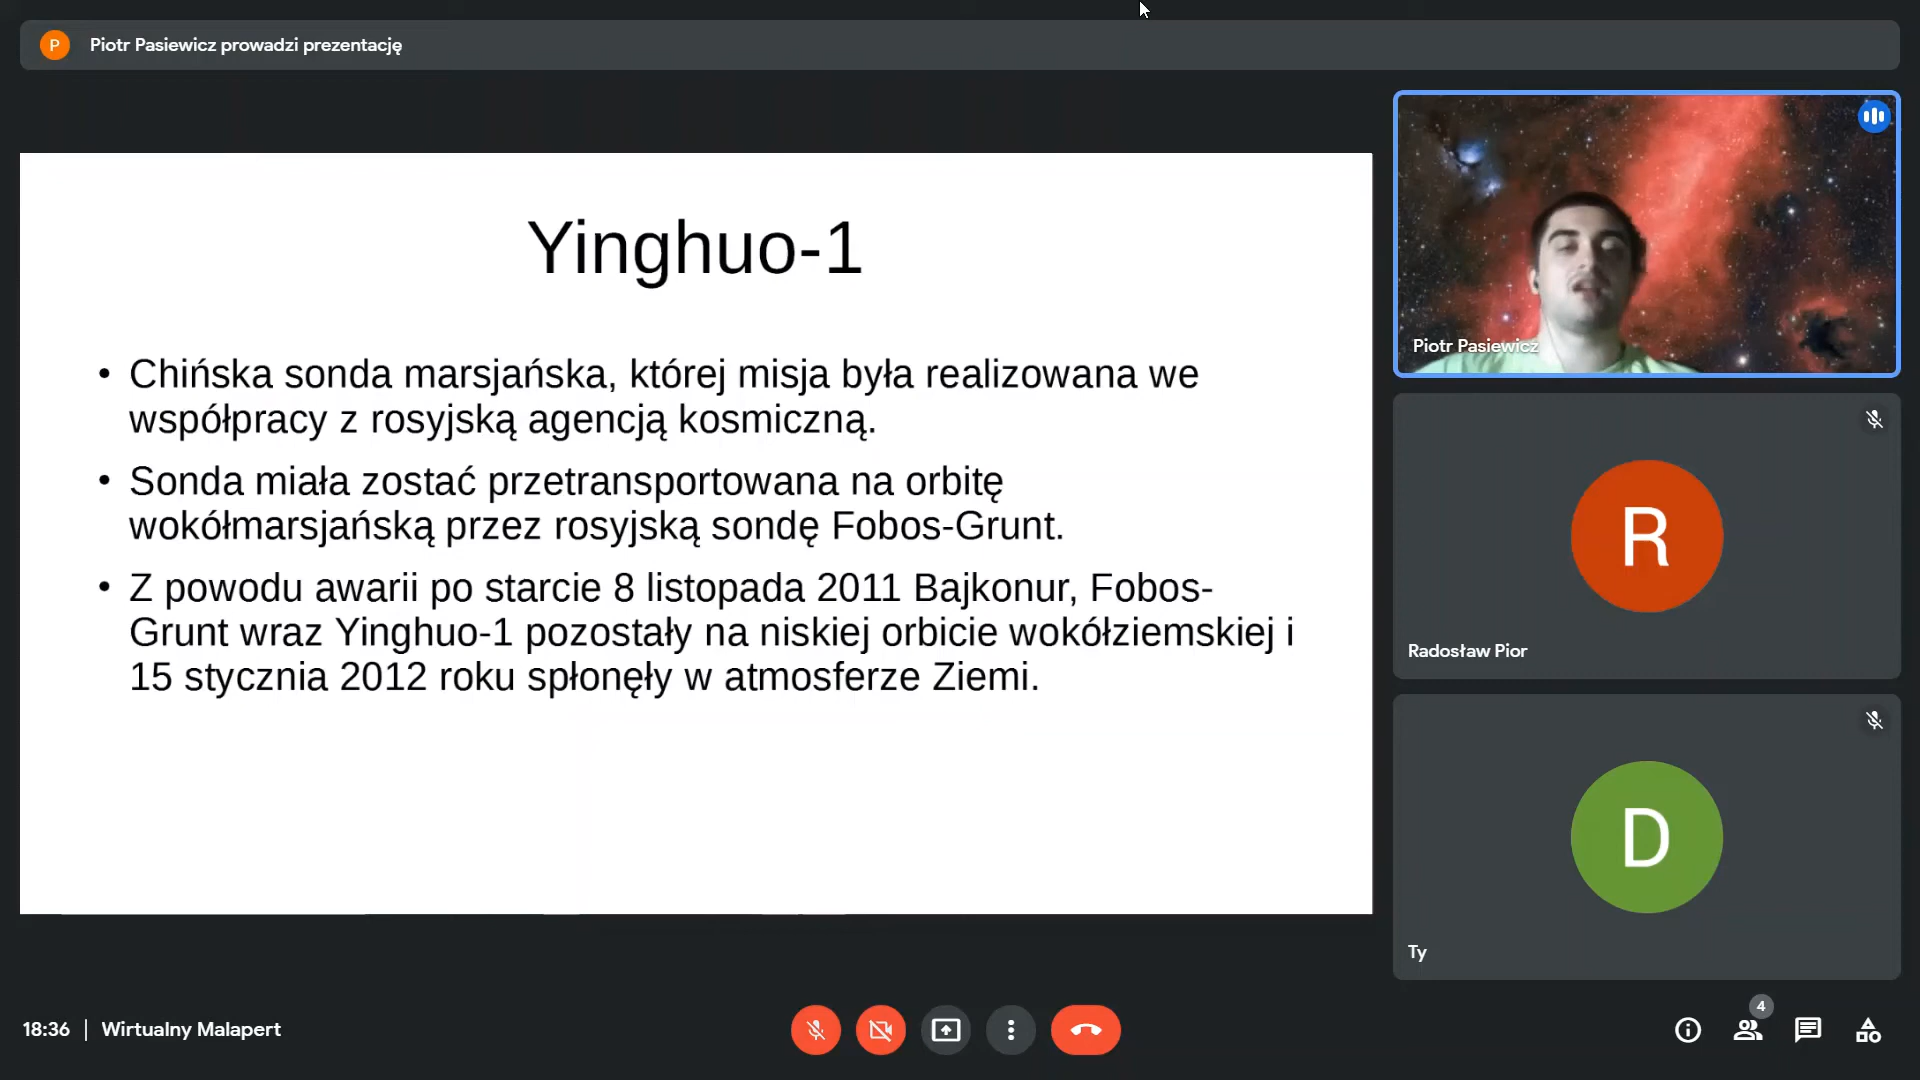 P
Piotr Pasiewicz prowadzi prezentację
Yinghuo-1
• Chińska sonda marsjańska, której misja była realizowana we
współpracy z rosyjską agencją kosmiczną.
• Sonda miała zostać przetransportowana na orbitę
wokółmarsjańską przez rosyjską sondę Fobos-Grunt.
• Z powodu awarii po starcie 8 listopada 2011 Bajkonur, Fobos-
Grunt wraz Yinghuo-1 pozostały na niskiej orbicie wokółziemskiej i
15 stycznia 2012 roku spłonęły w atmosferze Ziemi.
Piotr Pasiewicz
R
Radosław Pior
D
Ty
18:36 | Wirtualny Malapert
4